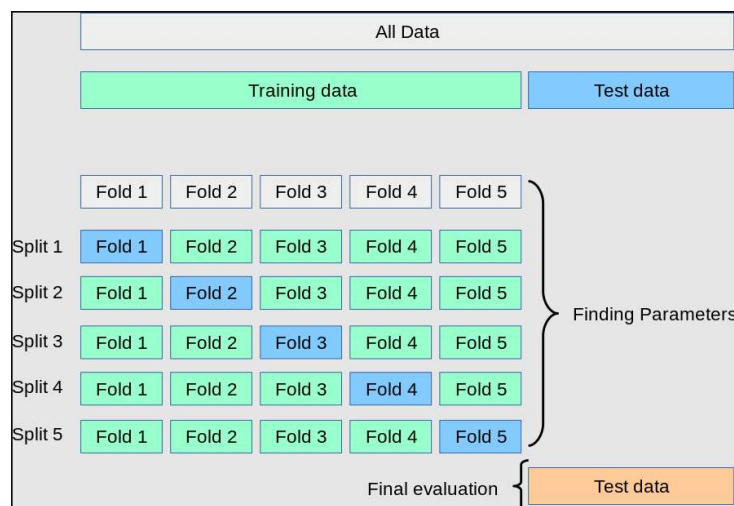 All Data
Training data Test data
Fold 1 Fold 2 Fold 3 Fold 4 Fold 5
Split 1 Fold 1 Fold 2 Fold 3 Fold 4 Fold 5
Split 2 Fold 1 Fold 2 Fold 3 Fold 4 Fold 5
Finding Parameters
Split 3 Fold 1 Fold 2 Fold 3 Fold 4 Fold 5
Split 4 Fold 1 Fold 2 Fold 3 Fold 4 Fold 5
Split 5 Fold 1 Fold 2 Fold 3 Fold 4 Fold 5
Final evaluation Test data